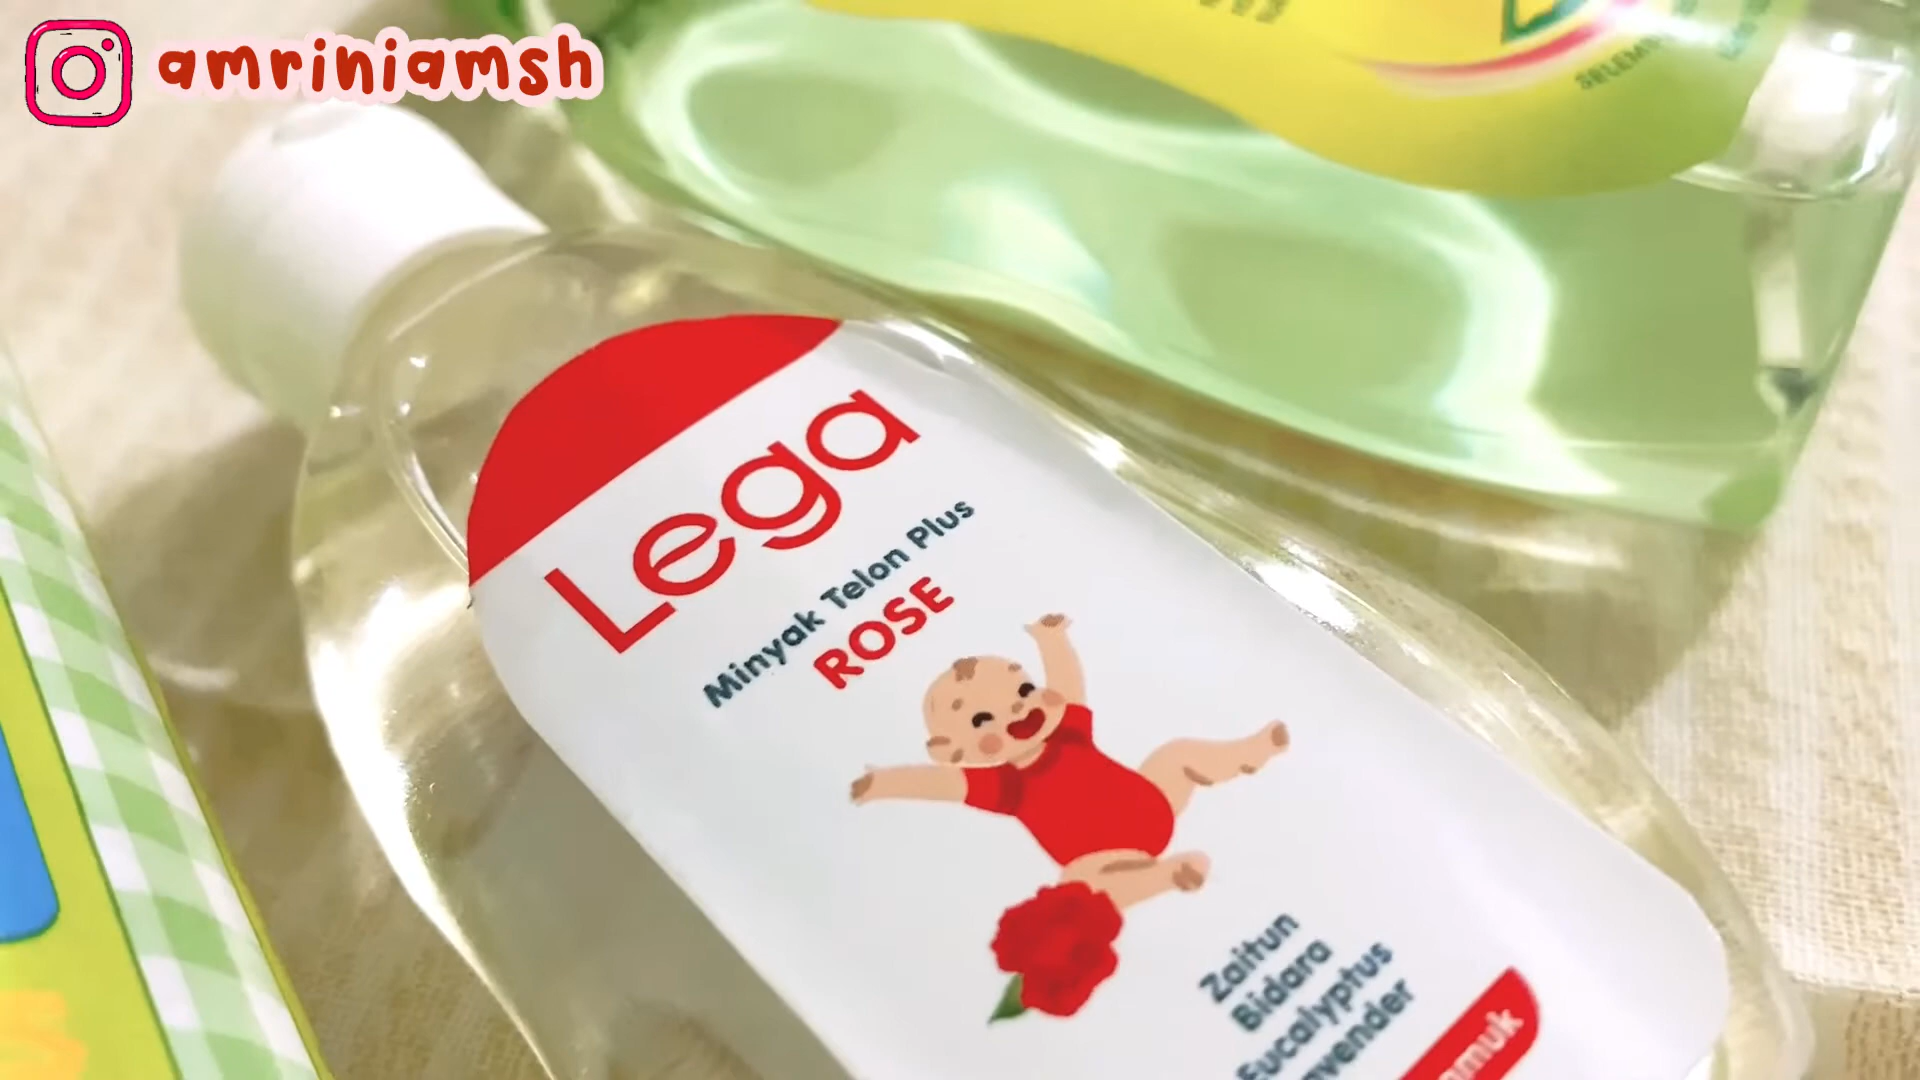 amriniamsh
Lega
Minyak Telon Plus
ROSE
Zaitun
Bidara
Eucalyptus